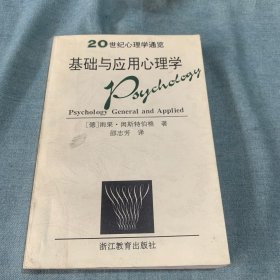 20世纪心理学通览
基础与应用心理学
Psychology
Psychology General and Applied
[德]雨果·闵斯特伯格 著
邵志芳 译
浙江教育出版社